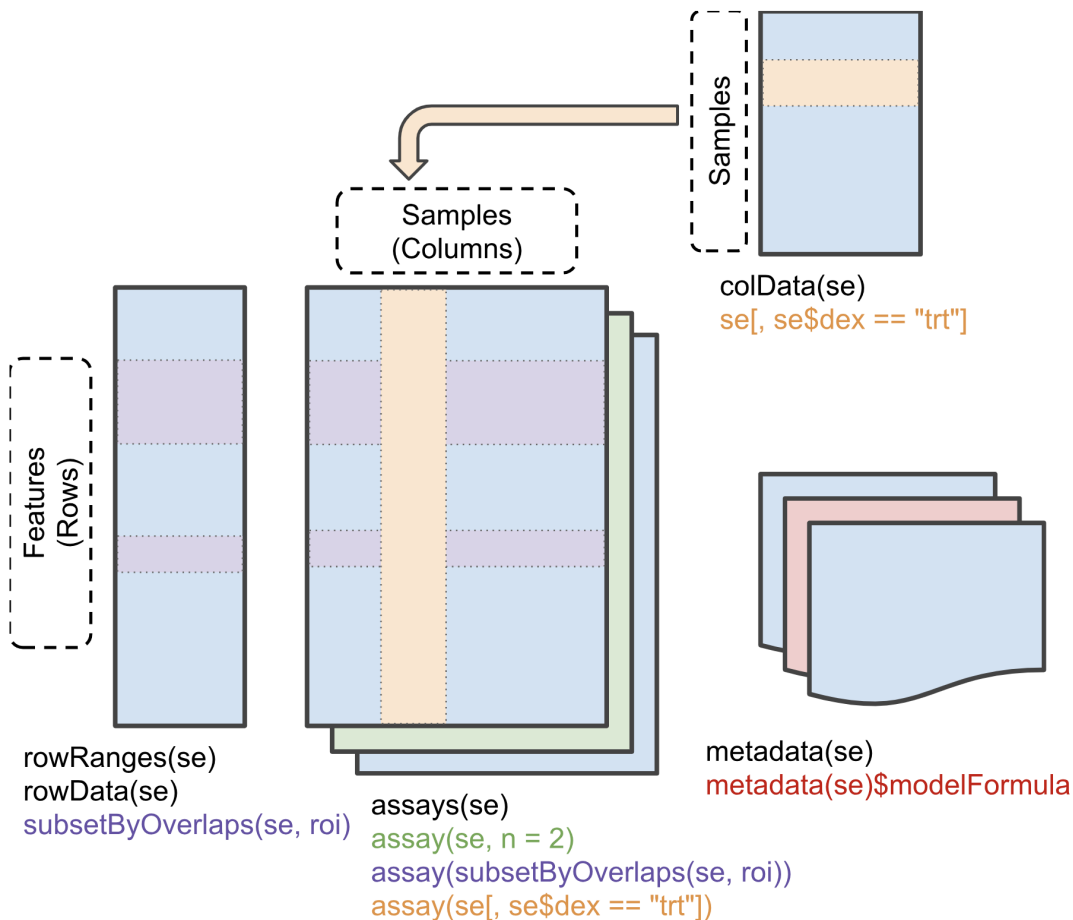 Samples
Samples
(Columns)
colData(se)
se[, se$dex == "trt"]
Features
(Rows)
rowRanges(se)
rowData(se)
subsetByOverlaps(se, roi)
assays(se)
assay(se, n = 2)
assay(subsetByOverlaps(se, roi))
assay(se[, se$dex == "trt"])
metadata(se)
metadata(se)$modelFormula